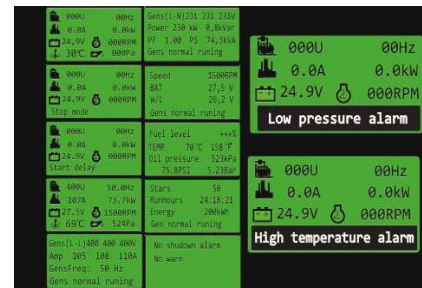 000U 00Hz
0.0A 0.0kW
24,9V 000RPM
30℃ 000Pa
Gens(L-N)231 231 231V
Power 230 kW 0,8kVar
PF 1.00 PS 74,3kVA
Gens normal runing
000U 00Hz
0.0A 0.0kW
24.9V 000RPM
Stop mode
Speed 1500RPM
BAT 27,5 V
W/L 26,2 V
Gens normal runing
000U 00Hz
0.0A 0.0kW
24.9V 000RPM
Start delay
Fuel level +++%
TEMP 70℃ 158℉
Oil pressure 523kPa
75.8PSI 5.23Bar
400U 50.0Hz
107A 73.7kW
27.5V 1500RPM
69℃ 524Pa
Stars 50
RunHours 24:18:21
Energy 200kWh
Gen normal runing
Gens(L-L)400 400 400V
Amp 105 108 110A
GensFreq: 50 Hz
Gens normal runing
No shudown alarm
No warn
000U 00Hz
0.0A 0.0kW
24.9V 000RPM
Low pressure alarm
000U 00Hz
0.0A 0.0kW
24.9V 000RPM
High temperature alarm